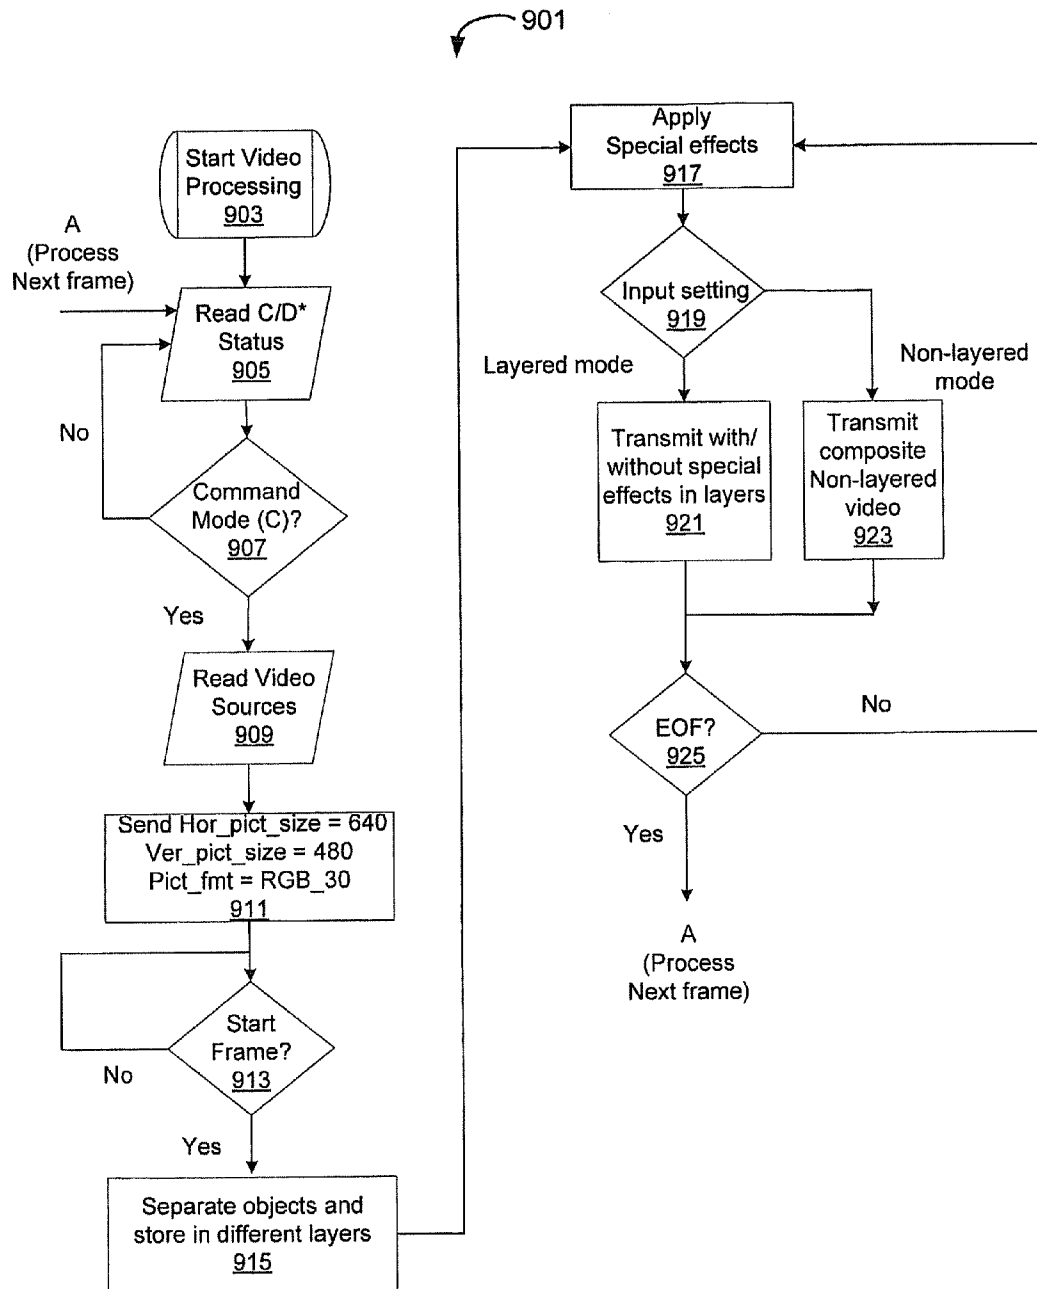 901
Start Video
Processing
903
A
(Process
Next frame)
Read C/D*
Status
905
No
Command
Mode (C)?
907
Yes
Read Video
Sources
909
Send Hor_pict_size = 640
Ver_pict_size = 480
Pict_fmt = RGB_30
911
Start
Frame?
913
No
Yes
Separate objects and
store in different layers
915
Apply
Special effects
917
Input setting
919
Layered mode
Non-layered
mode
Transmit with/
without special
effects in layers
921
Transmit
composite
Non-layered
video
923
EOF?
925
No
Yes
A
(Process
Next frame)